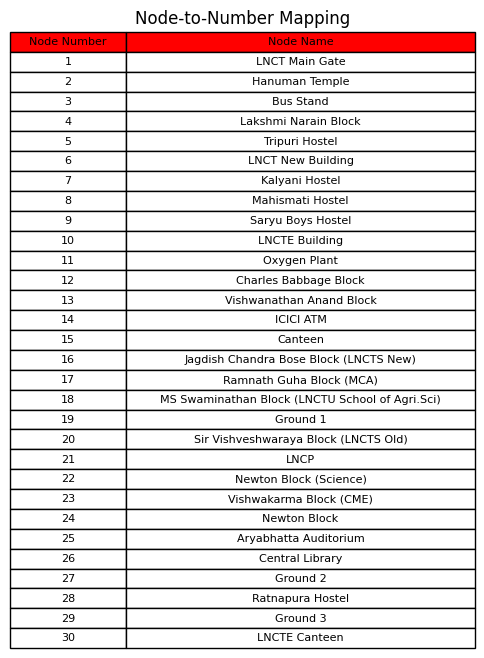 Node-to-Number Mapping
Node Number Node Name
1 LNCT Main Gate
2 Hanuman Temple
3 Bus Stand
4 Lakshmi Narain Block
5 Tripuri Hostel
6 LNCT New Building
7 Kalyani Hostel
8 Mahismati Hostel
9 Saryu Boys Hostel
10 LNCTE Building
11 Oxygen Plant
12 Charles Babbage Block
13 Vishwanathan Anand Block
14 ICICI ATM
15 Canteen
16 Jagdish Chandra Bose Block (LNCTS New)
17 Ramnath Guha Block (MCA)
18 MS Swaminathan Block (LNCTU School of Agri.Sci)
19 Ground 1
20 Sir Vishveshwaraya Block (LNCTS Old)
21 LNCP
22 Newton Block (Science)
23 Vishwakarma Block (CME)
24 Newton Block
25 Aryabhatta Auditorium
26 Central Library
27 Ground 2
28 Ratnapura Hostel
29 Ground 3
30 LNCTE Canteen